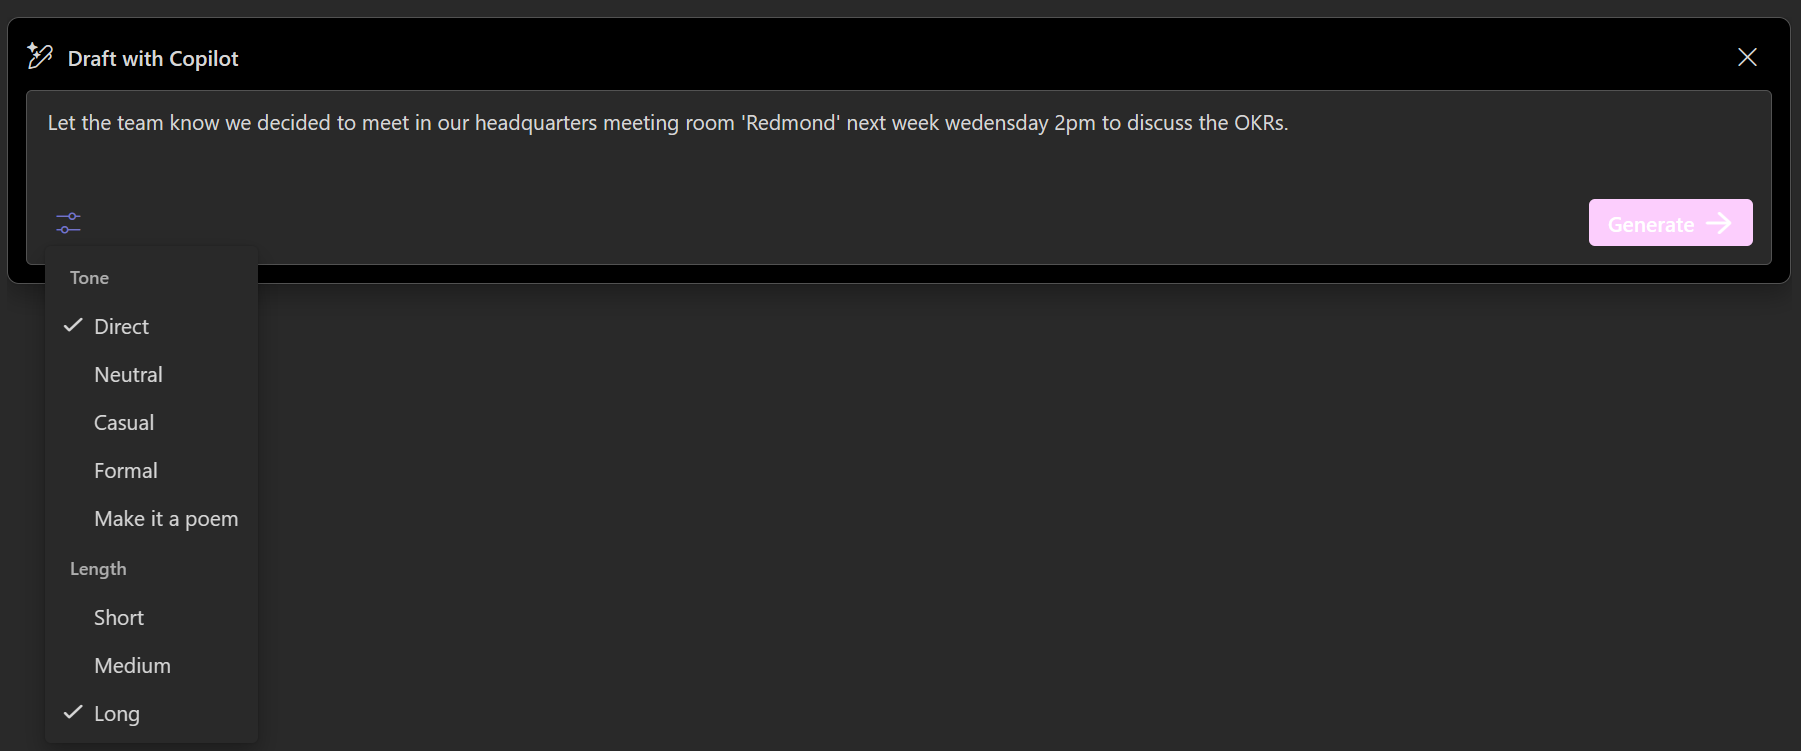 Draft with Copilot
Let the team know we decided to meet in our headquarters meeting room 'Redmond' next week wedensday 2pm to discuss the OKRs.
Generate
Tone
Direct
Neutral
Casual
Formal
Make it a poem
Length
Short
Medium
Long